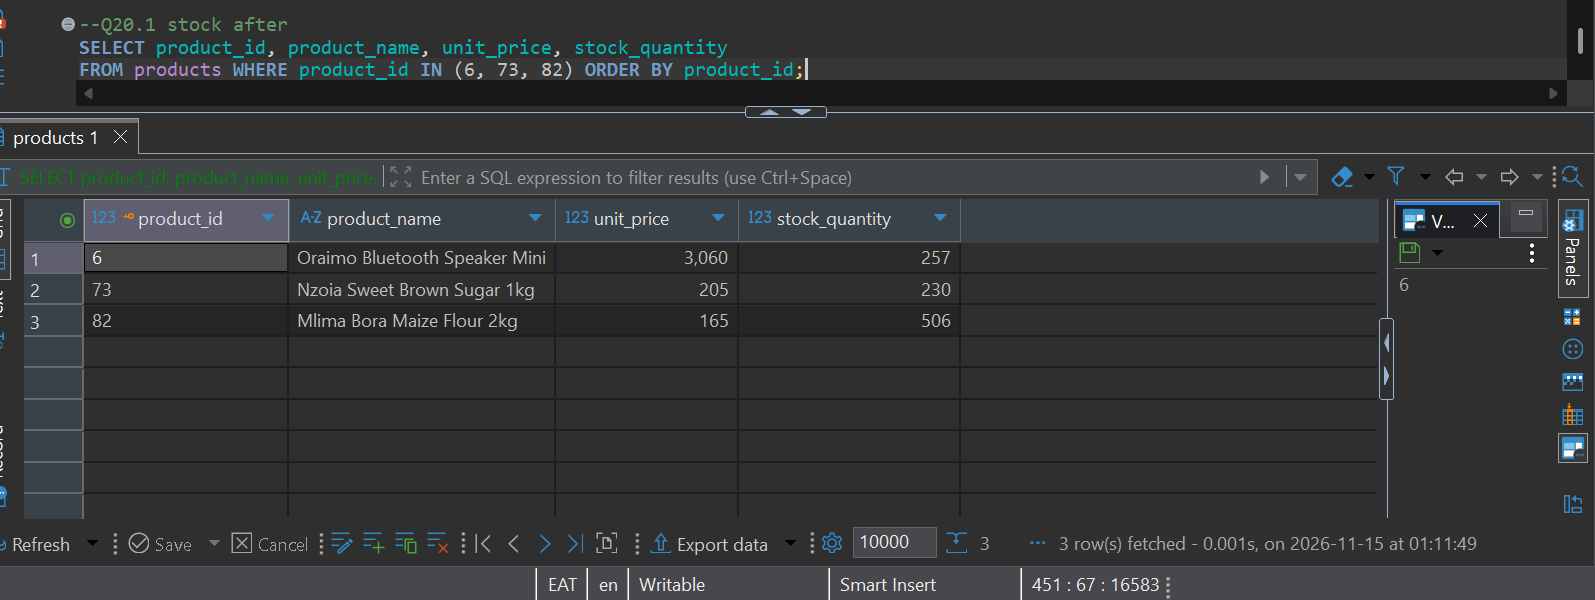 --Q20.1 stock after
SELECT product_id, product_name, unit_price, stock_quantity
FROM products WHERE product_id IN (6, 73, 82) ORDER BY product_id;
products 1
SELECT product_id, product_name, unit_price, Enter a SQL expression to filter results (use Ctrl+Space)
123 product_id A-Z product_name 123 unit_price 123 stock_quantity
1 6 Oraimo Bluetooth Speaker Mini 3,060 257
2 73 Nzoia Sweet Brown Sugar 1kg 205 230
3 82 Mlima Bora Maize Flour 2kg 165 506
V...
6
Panels
Refresh Save Cancel Export data 10000 3 ... 3 row(s) fetched - 0.001s, on 2026-11-15 at 01:11:49
EAT en Writable Smart Insert 451 : 67 : 16583